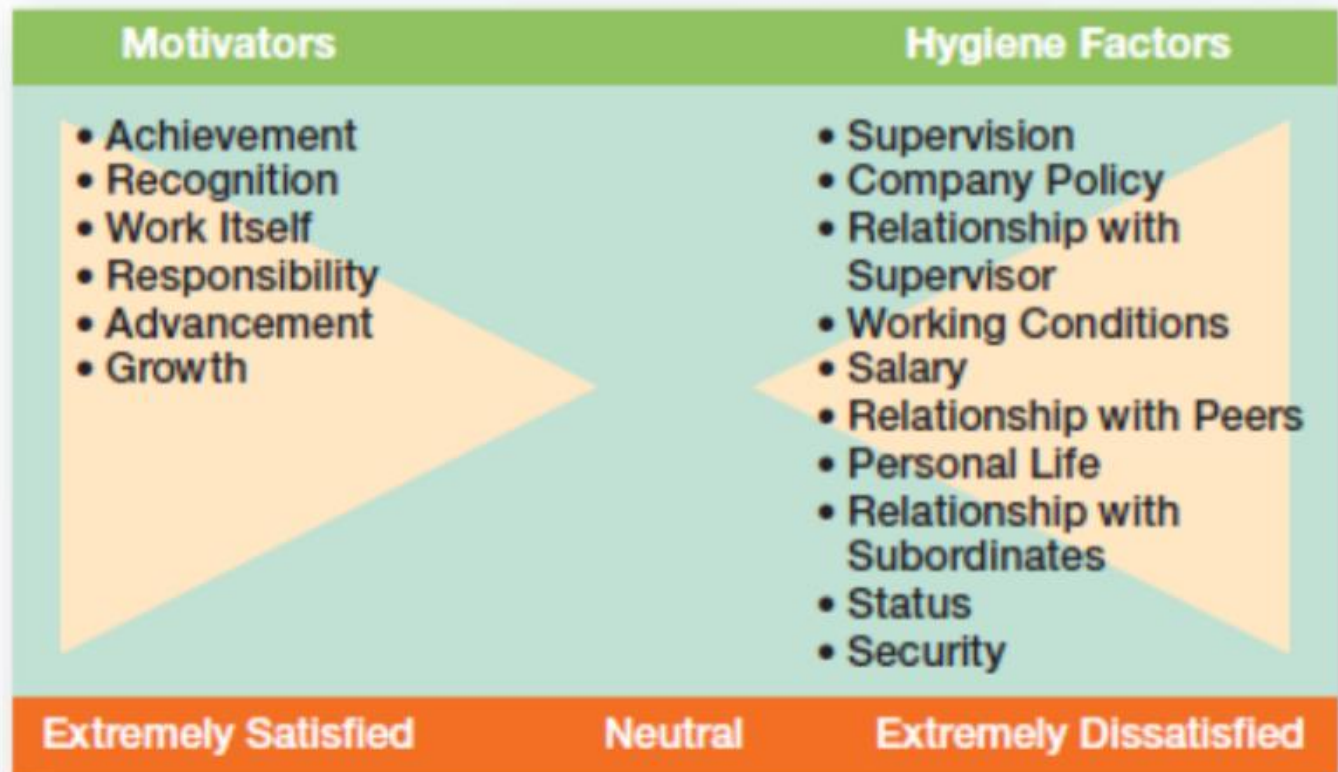 Motivators
Hygiene Factors
• Achievement
• Recognition
• Work Itself
• Responsibility
• Advancement
• Growth
• Supervision
• Company Policy
• Relationship with
Supervisor
• Working Conditions
• Salary
• Relationship with Peers
• Personal Life
• Relationship with
Subordinates
• Status
• Security
Extremely Satisfied
Neutral
Extremely Dissatisfied